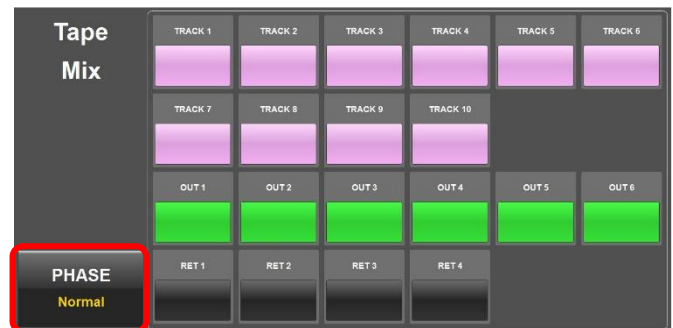 Tape
Mix
TRACK 1 TRACK 2 TRACK 3 TRACK 4 TRACK 5 TRACK 6
TRACK 7 TRACK 8 TRACK 9 TRACK 10
OUT 1 OUT 2 OUT 3 OUT 4 OUT 5 OUT 6
PHASE
Normal
RET 1 RET 2 RET 3 RET 4